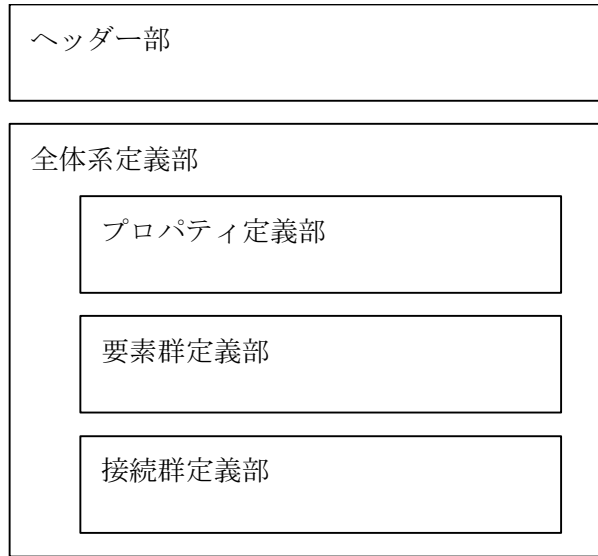 ヘッダー部
全体系定義部
プロパティ定義部
要素群定義部
接続群定義部